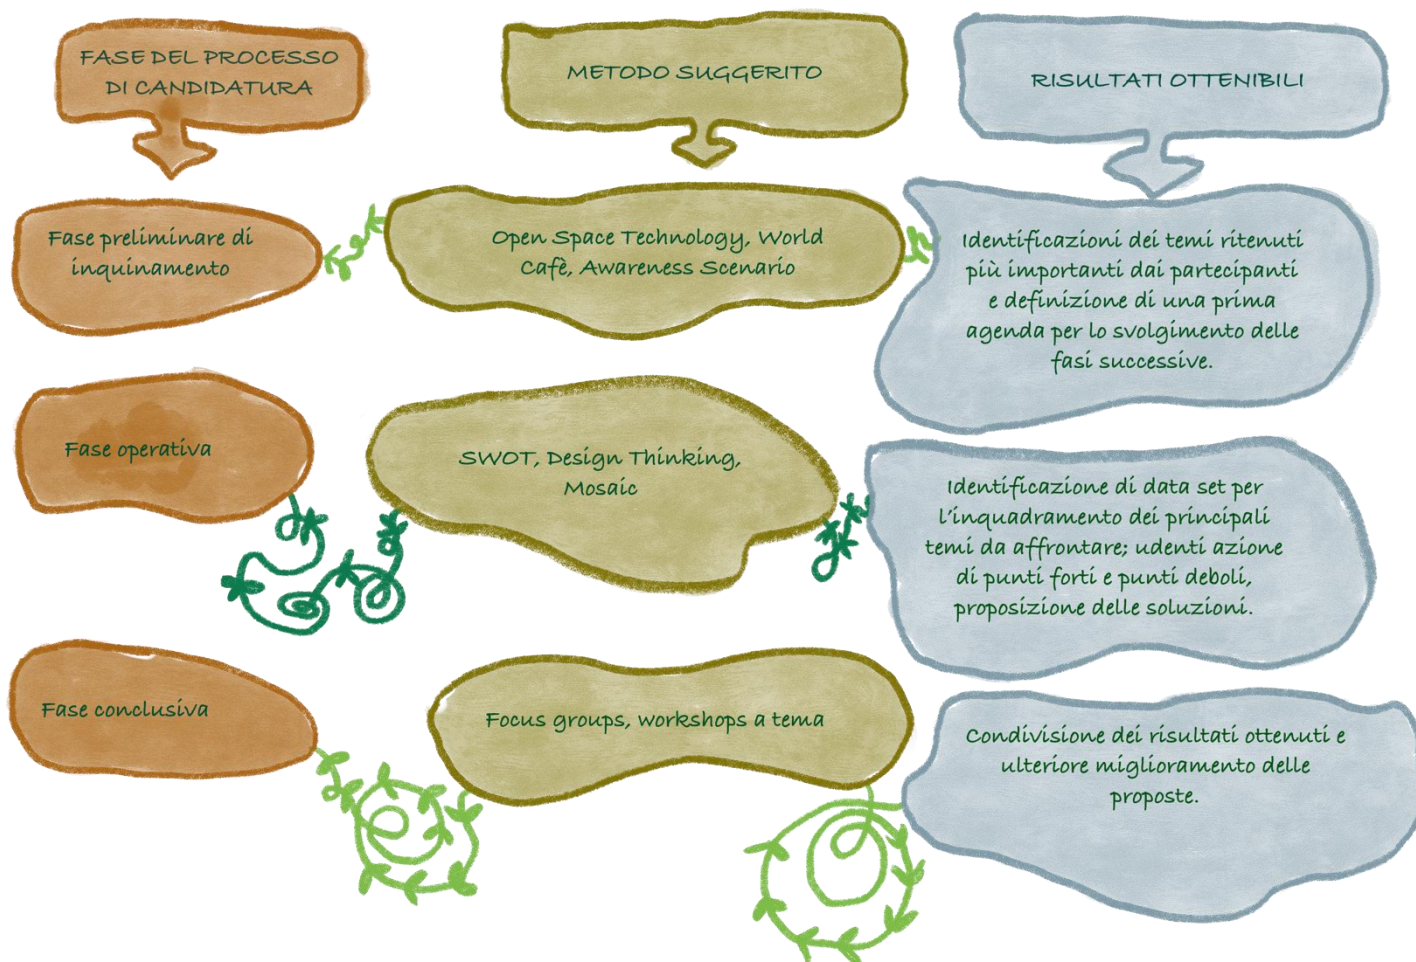 FASE DEL PROCESSO
DI CANDIDATURA
METODO SUGGERITO
RISULTATI OTTENIBILI
Fase preliminare di
inquinamento
Open Space Technology, World
Cafè, Awareness Scenario
Identificazioni dei temi ritenuti
più importanti dai partecipanti
e definizione di una prima
agenda per lo svolgimento delle
fasi successive.
Fase operativa
SWOT, Design Thinking,
Mosaic
Identificazione di data set per
l'inquadramento dei principali
temi da affrontare; udenti azione
di punti forti e punti deboli,
proposizione delle soluzioni.
Fase conclusiva
Focus groups, workshops a tema
Condivisione dei risultati ottenuti e
ulteriore miglioramento delle
proposte.